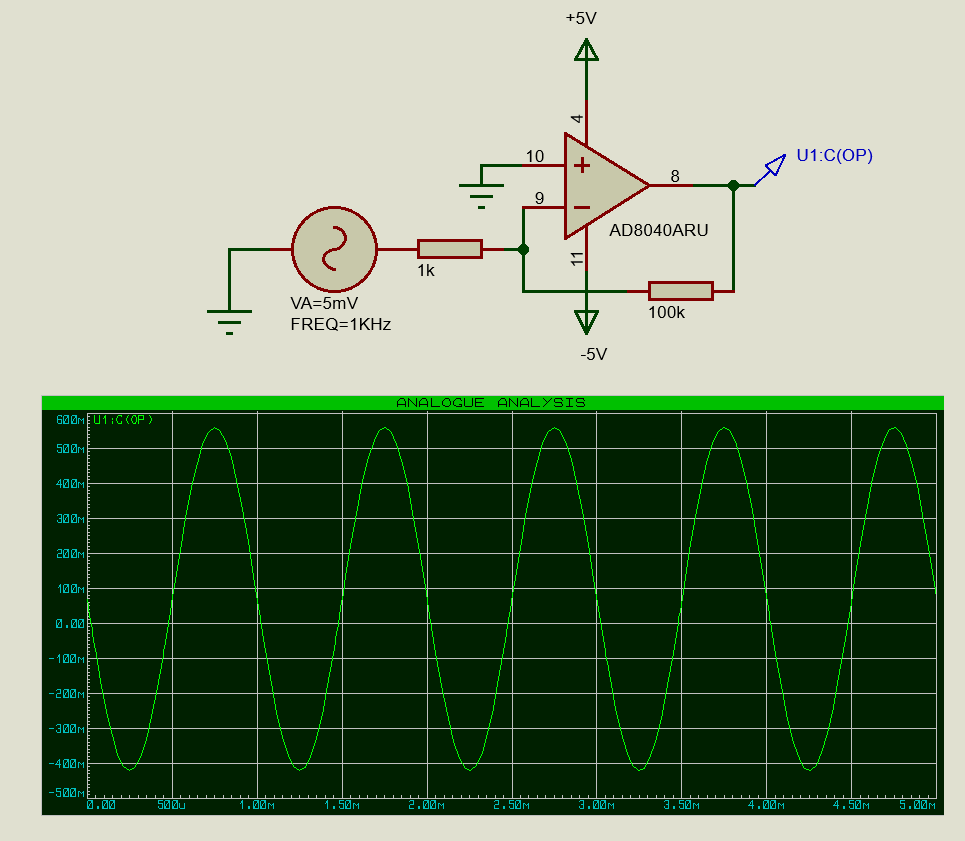 +5V
4
10
U1:C(OP)
8
9
AD8040ARU
11
1k
VA=5mV
FREQ=1KHz
100k
-5V
ANALOGUE ANALYSIS
U1:C(OP)
600m
500m
400m
300m
200m
100m
0.00
-100m
-200m
-300m
-400m
-500m
0.00 500u 1.00m 1.50m 2.00m 2.50m 3.00m 3.50m 4.00m 4.50m 5.00m